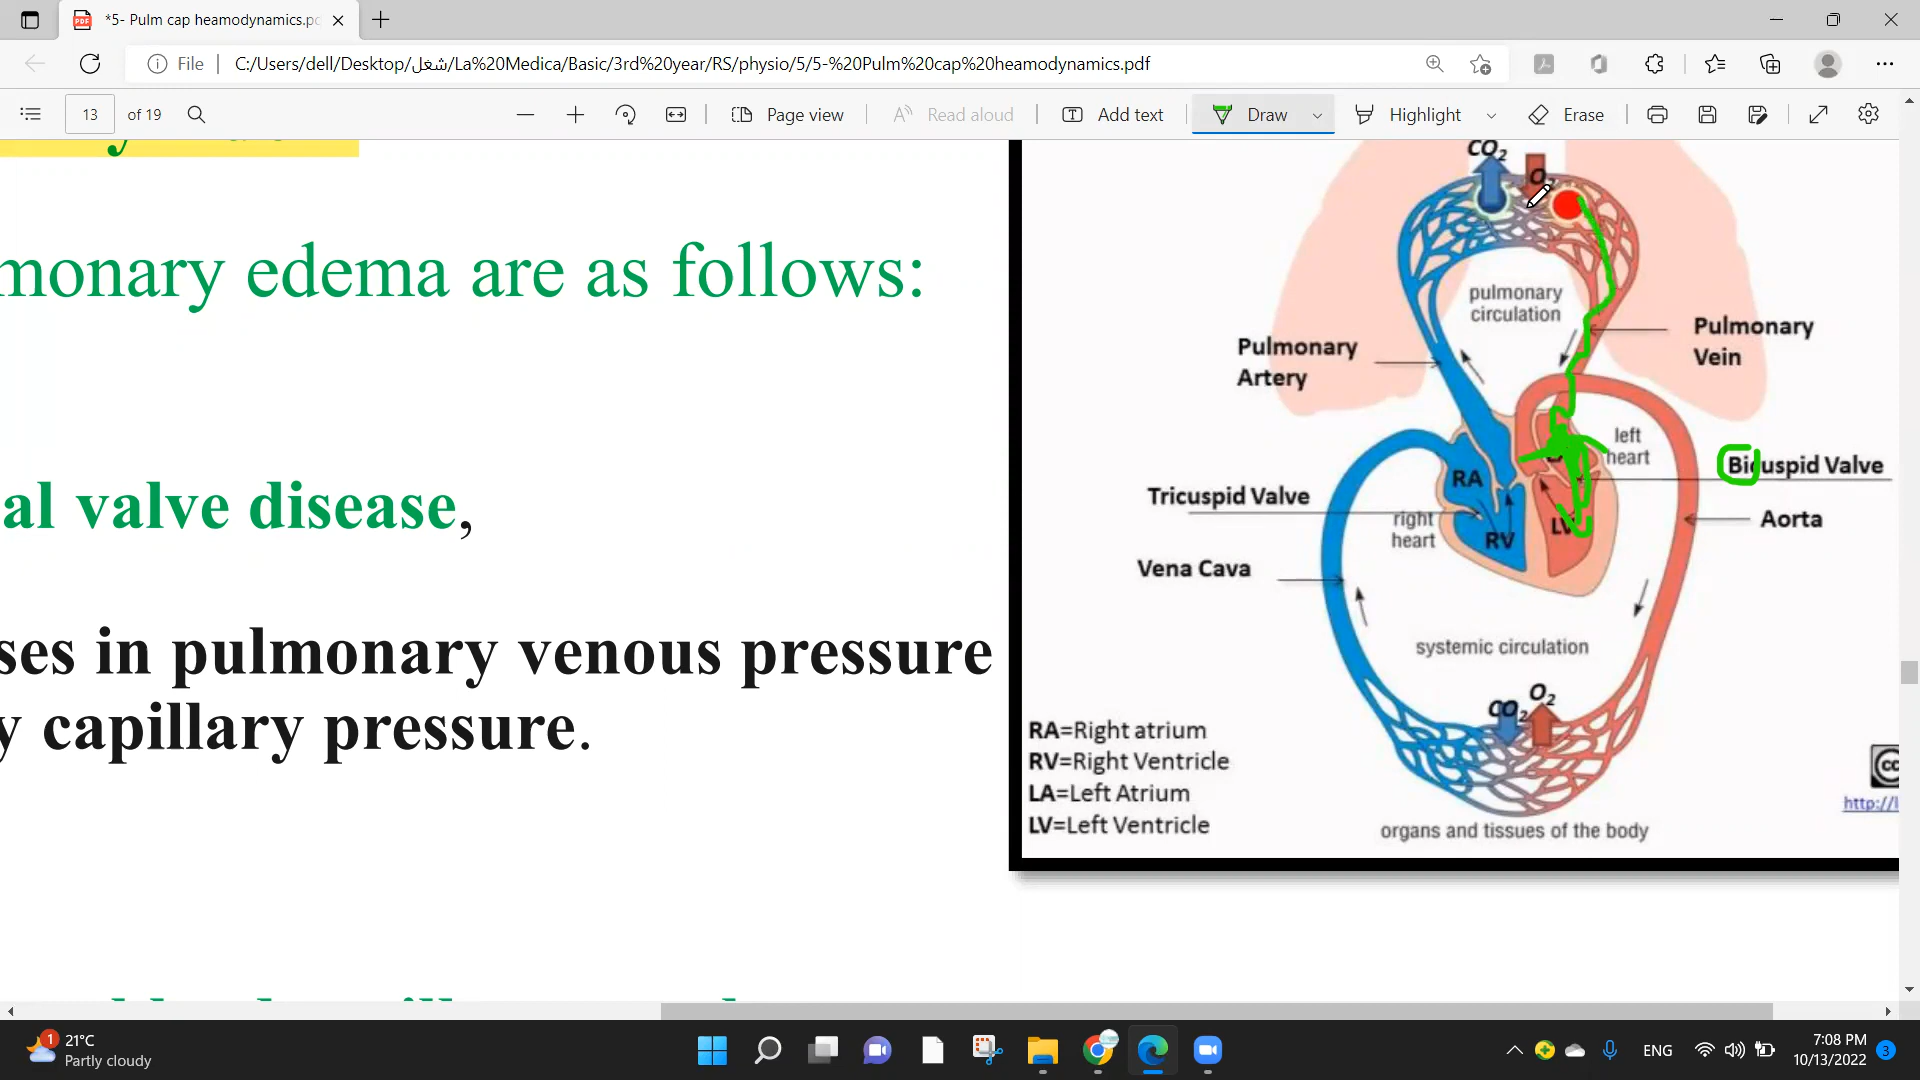 *5- Pulm cap heamodynamics.pd
File
C:/Users/dell/Desktop/شغل/La%20Medica/Basic/3rd%20year/RS/physio/5/5-%20Pulm%20cap%20heamodynamics.pdf
13 of 19
Page view
Read aloud
Add text
Draw
Highlight
Erase
monary edema are as follows:
al valve disease,
ses in pulmonary venous pressure
y capillary pressure.
CO2
O2
pulmonary
circulation
Pulmonary
Artery
Pulmonary
Vein
left
heart
Bicuspid Valve
RA
Tricuspid Valve
right
heart
RV
LV
Aorta
Vena Cava
systemic circulation
CO2
O2
RA=Right atrium
RV=Right Ventricle
LA=Left Atrium
LV=Left Ventricle
organs and tissues of the body
cc
http://
1
21°C
Partly cloudy
ENG
7:08 PM
10/13/2022
3